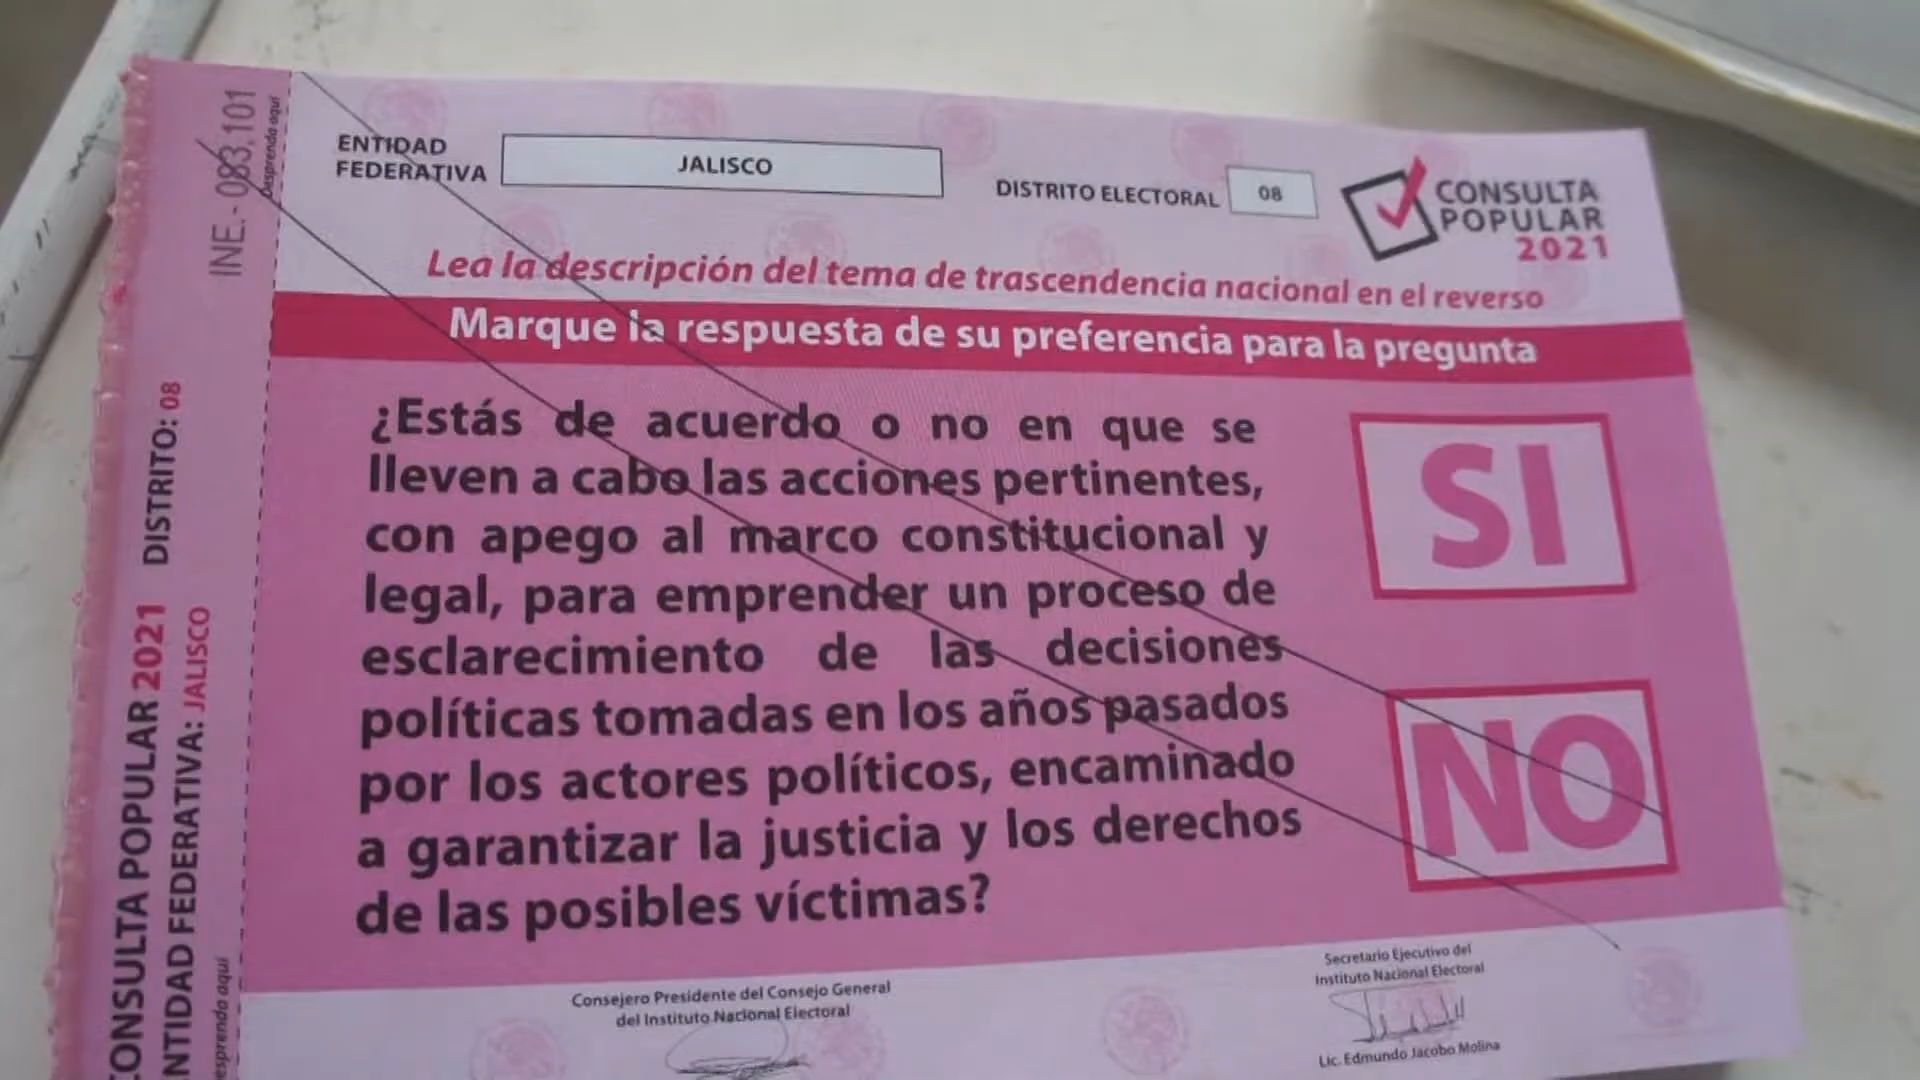 INE.- 083,101
Desprenda aquí
CONSULTA POPULAR 2021 DISTRITO: 08
ENTIDAD FEDERATIVA: JALISCO
Desprenda aquí
ENTIDAD
FEDERATIVA
JALISCO
DISTRITO ELECTORAL
08
CONSULTA
POPULAR
2021
Lea la descripción del tema de trascendencia nacional en el reverso
Marque la respuesta de su preferencia para la pregunta
¿Estás de acuerdo o no en que se
lleven a cabo las acciones pertinentes,
con apego al marco constitucional y
legal, para emprender un proceso de
esclarecimiento de las decisiones
políticas tomadas en los años pasados
por los actores políticos, encaminado
a garantizar la justicia y los derechos
de las posibles víctimas?
SI
NO
Consejero Presidente del Consejo General
del Instituto Nacional Electoral
Secretario Ejecutivo del
Instituto Nacional Electoral
Lic. Edmundo Jacobo Molina